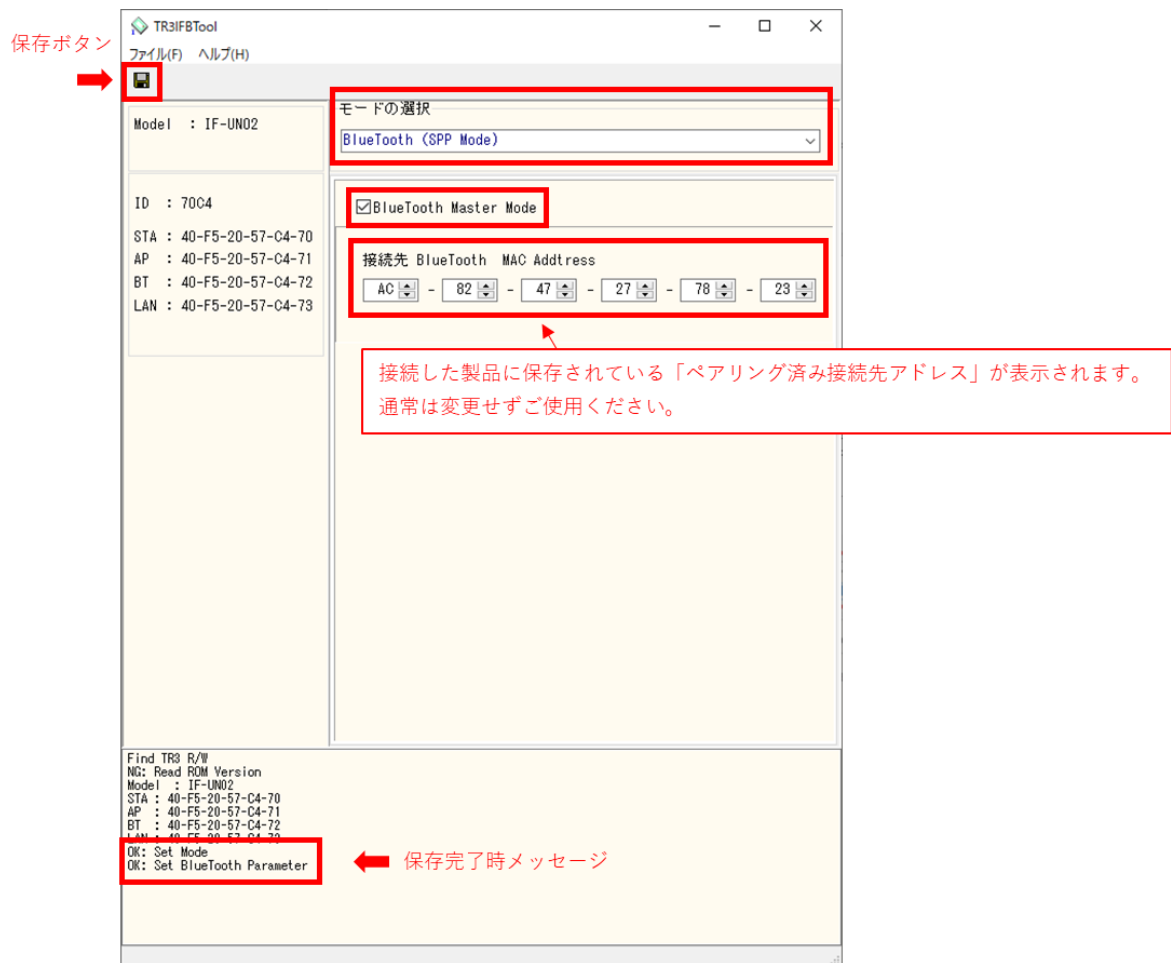 TR3IFBTool
保存ボタン
ファイル(F) ヘルプ(H)
モードの選択
Model : IF-UN02
BlueTooth (SPP Mode)
ID : 70C4
BlueTooth Master Mode
STA : 40-F5-20-57-C4-70
AP : 40-F5-20-57-C4-71
BT : 40-F5-20-57-C4-72
LAN : 40-F5-20-57-C4-73
接続先 BlueTooth MAC Addtress
AC - 82 - 47 - 27 - 78 - 23
接続した製品に保存されている「ペアリング済み接続先アドレス」が表示されます。
通常は変更せずご使用ください。
Find TR3 R/W
NG: Read ROM Version
Model : IF-UN02
STA : 40-F5-20-57-C4-70
AP : 40-F5-20-57-C4-71
BT : 40-F5-20-57-C4-72
LAN : 40-F5-20-57-C4-73
OK: Set Mode
OK: Set BlueTooth Parameter
保存完了時メッセージ